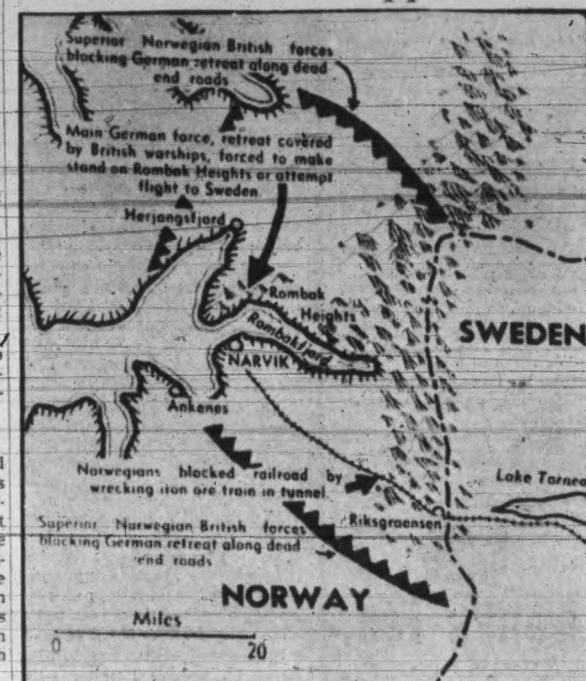 Superior Norwegian British forces
blocking German retreat along dead
end roads
Main German force, retreat covered
by British warships, forced to make
stand on Rombak Heights or attempt
flight to Sweden.
Herjangsfjord
Rombak
Heights
Rombakfjord
SWEDEN
NARVIK
Ankenes
Norwegians blocked railroad by
wrecking iron ore train in tunnel.
Lake Tornea
Riksgraensen
Superior Norwegian-British forces
blocking German retreat along dead
end roads
NORWAY
Miles
0 20